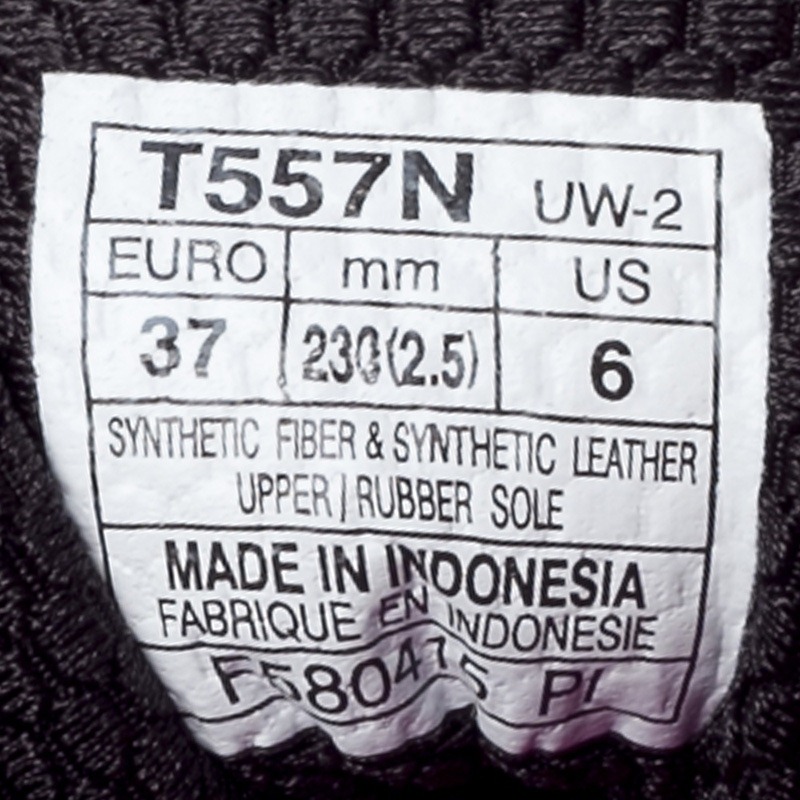 T557N UW-2
EURO mm US
37 230(2.5) 6
SYNTHETIC FIBER & SYNTHETIC LEATHER
UPPER / RUBBER SOLE
MADE IN INDONESIA
FABRIQUE EN INDONESIE
F580475